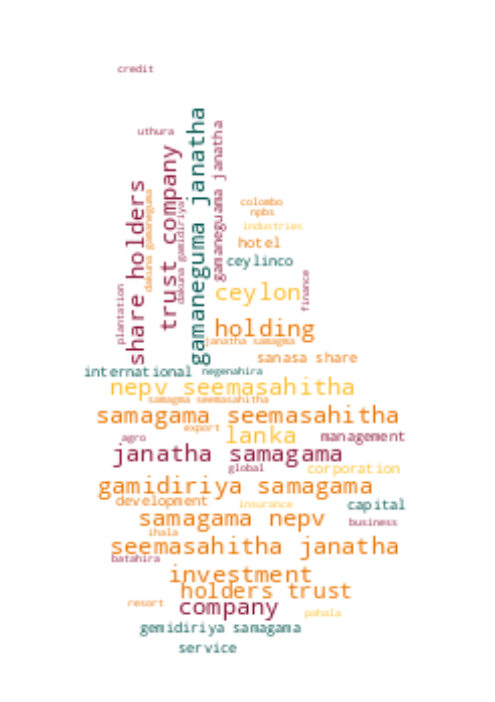 credit
uthura
gamaneguma janatha
gamaneguama janatha
trust company
share holders
dakuna gamaneguma
dakuna gamidiriya
plantation
colombo
npbs
industries
hotel
ceylinco
finance
ceylon
holding
janatha samagma
sanasa share
international
negenahira
nepv seemasahitha
samagma seemasahitha
samagama seemasahitha
export
lanka
management
agro
janatha samagama
global
corporation
gamidiriya samagama
development
insurance
capital
samagama nepv
business
ihala
seemasahitha janatha
batahira
investment
holders trust
resort
company
pahala
gemidiriya samagama
service